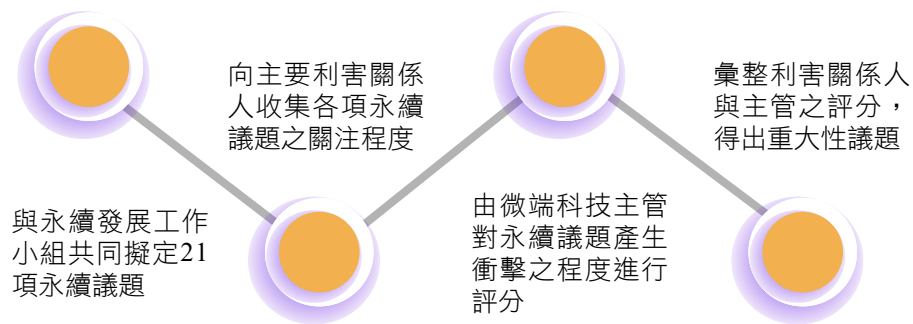 與永續發展工作
小組共同擬定21
項永續議題
向主要利害關係
人收集各項永續
議題之關注程度
由微端科技主管
對永續議題產生
衝擊之程度進行
評分
彙整利害關係人
與主管之評分，
得出重大性議題